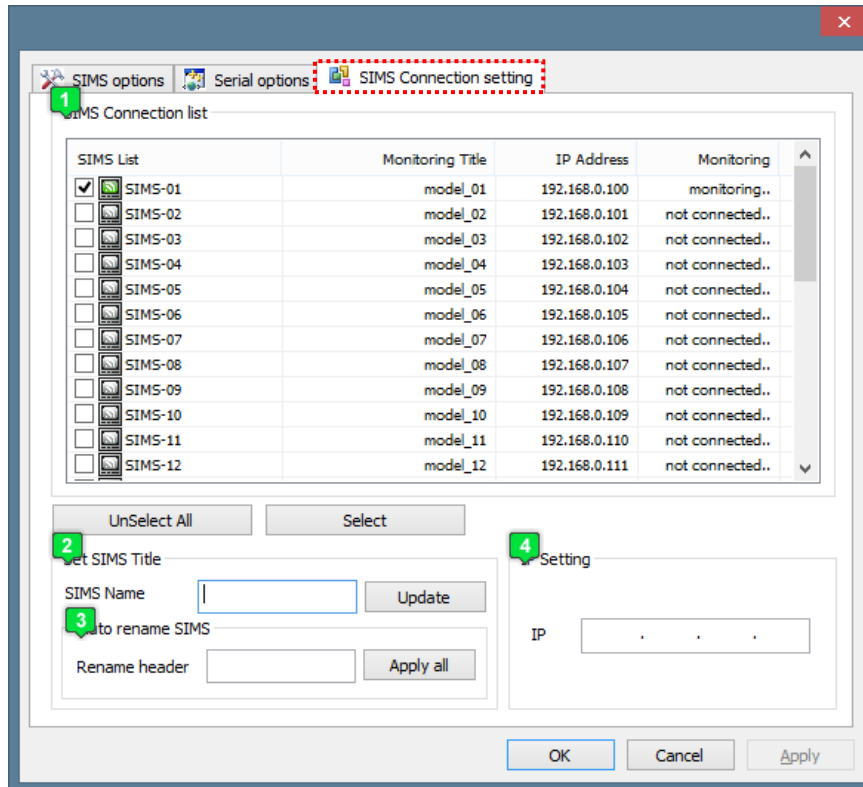 SIMS options Serial options SIMS Connection setting
1
SIMS Connection list
SIMS List Monitoring Title IP Address Monitoring
SIMS-01 model_01 192.168.0.100 monitoring..
SIMS-02 model_02 192.168.0.101 not connected..
SIMS-03 model_03 192.168.0.102 not connected..
SIMS-04 model_04 192.168.0.103 not connected..
SIMS-05 model_05 192.168.0.104 not connected..
SIMS-06 model_06 192.168.0.105 not connected..
SIMS-07 model_07 192.168.0.106 not connected..
SIMS-08 model_08 192.168.0.107 not connected..
SIMS-09 model_09 192.168.0.108 not connected..
SIMS-10 model_10 192.168.0.109 not connected..
SIMS-11 model_11 192.168.0.110 not connected..
SIMS-12 model_12 192.168.0.111 not connected..
UnSelect All Select
2 4
Set SIMS Title IP Setting
SIMS Name Update
3
Auto rename SIMS
IP . . .
Rename header Apply all
OK Cancel Apply